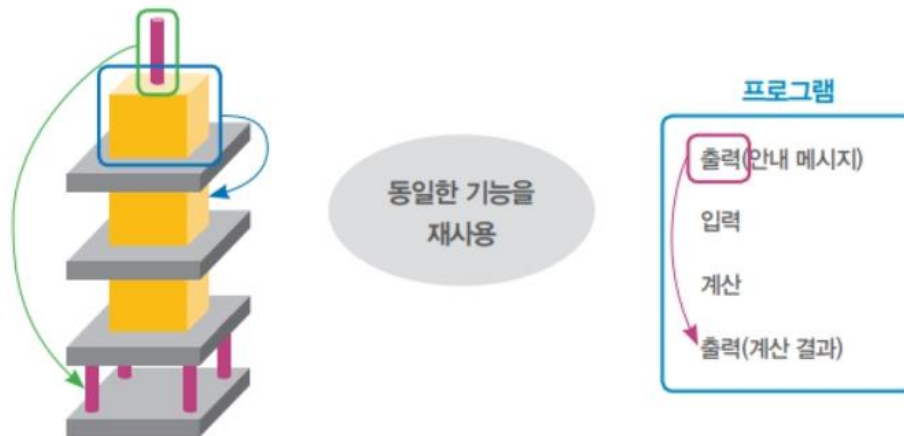 동일한 기능을
재사용
프로그램
출력(안내 메시지)
입력
계산
출력(계산 결과)